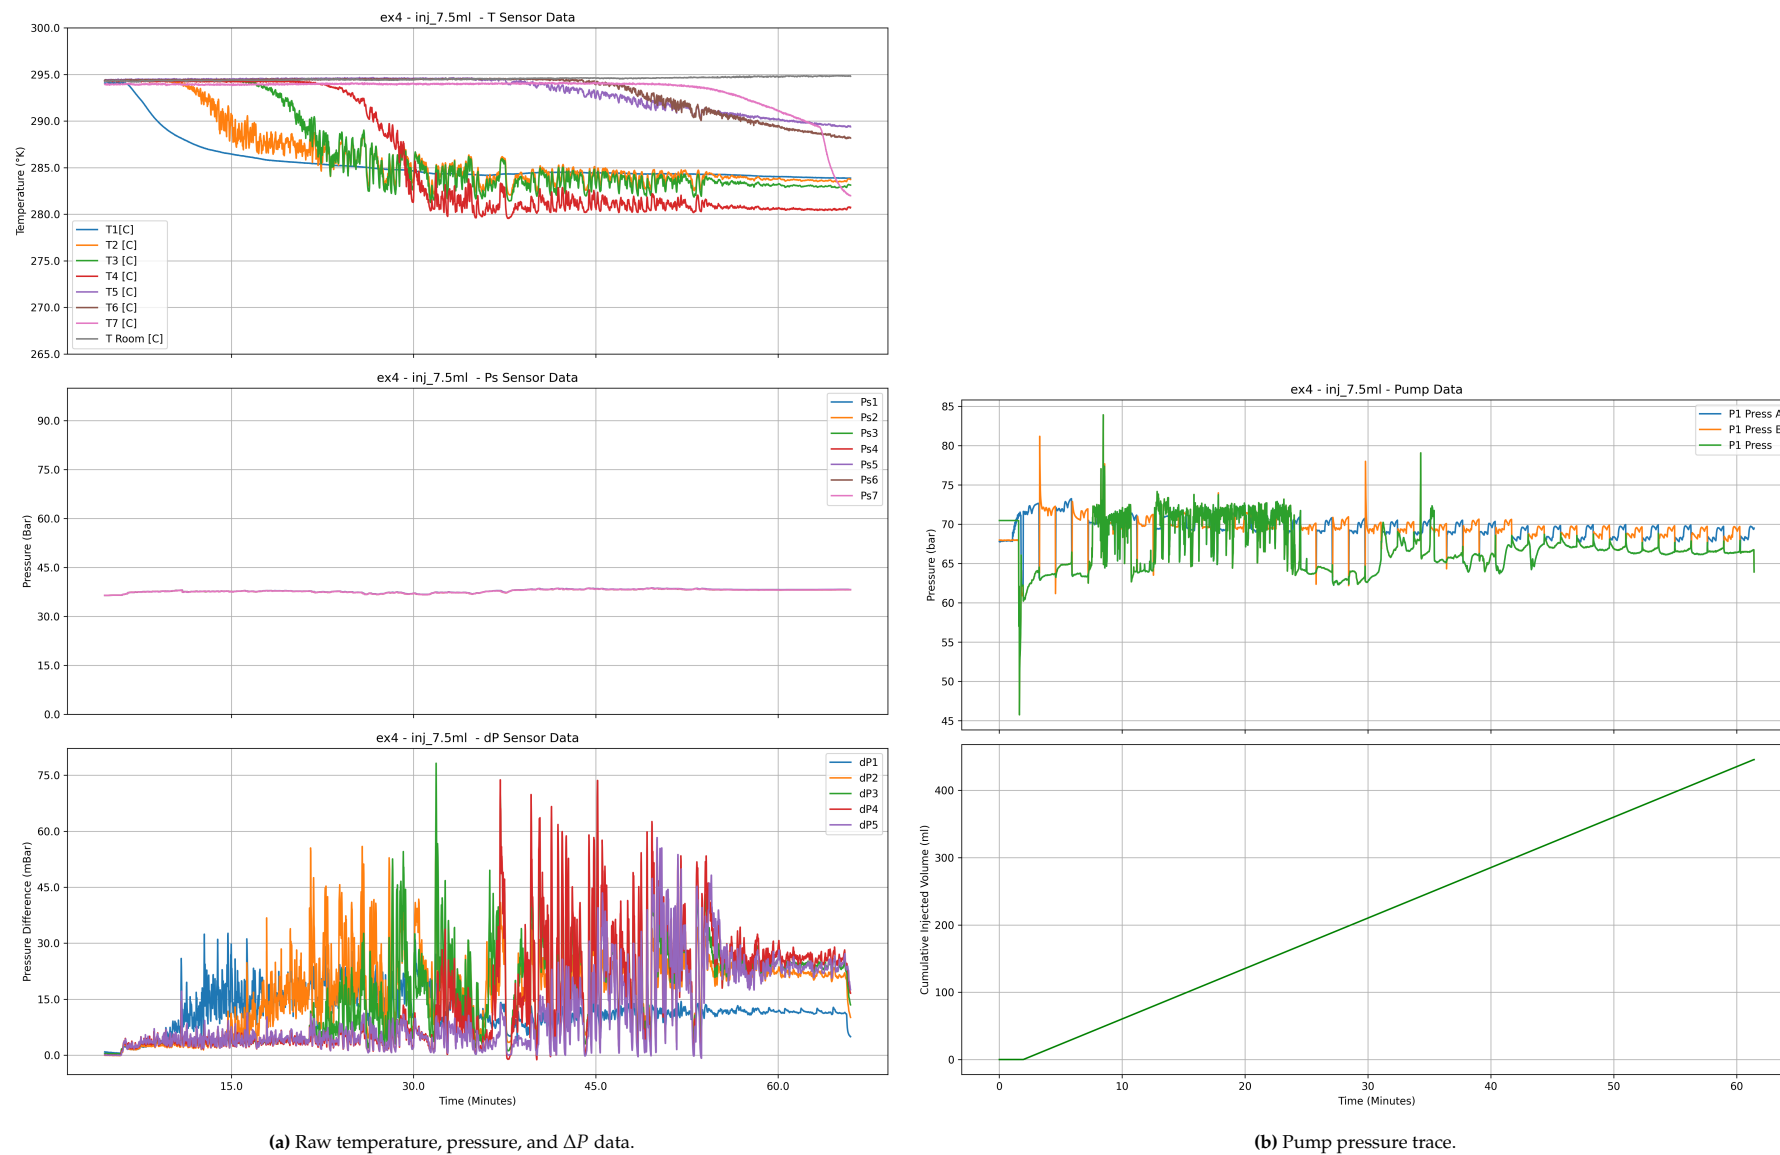 ex4 - inj_7.5ml - T Sensor Data
300.0
295.0
290.0
285.0
280.0
275.0
270.0
265.0
Temperature (°K)
T1[C]
T2 [C]
T3 [C]
T4 [C]
T5 [C]
T6 [C]
T7 [C]
T Room [C]
ex4 - inj_7.5ml - Ps Sensor Data
90.0
75.0
60.0
45.0
30.0
15.0
0.0
Pressure (Bar)
Ps1
Ps2
Ps3
Ps4
Ps5
Ps6
Ps7
ex4 - inj_7.5ml - dP Sensor Data
75.0
60.0
45.0
30.0
15.0
0.0
Pressure Difference (mBar)
dP1
dP2
dP3
dP4
dP5
15.0 30.0 45.0 60.0
Time (Minutes)
(a) Raw temperature, pressure, and ΔP data.
ex4 - inj_7.5ml - Pump Data
85
80
75
70
65
60
55
50
45
Pressure (bar)
P1 Press A
P1 Press
P1 Press
400
300
200
100
0
Cumulative Injected Volume (ml)
0 10 20 30 40 50 60
Time (Minutes)
(b) Pump pressure trace.